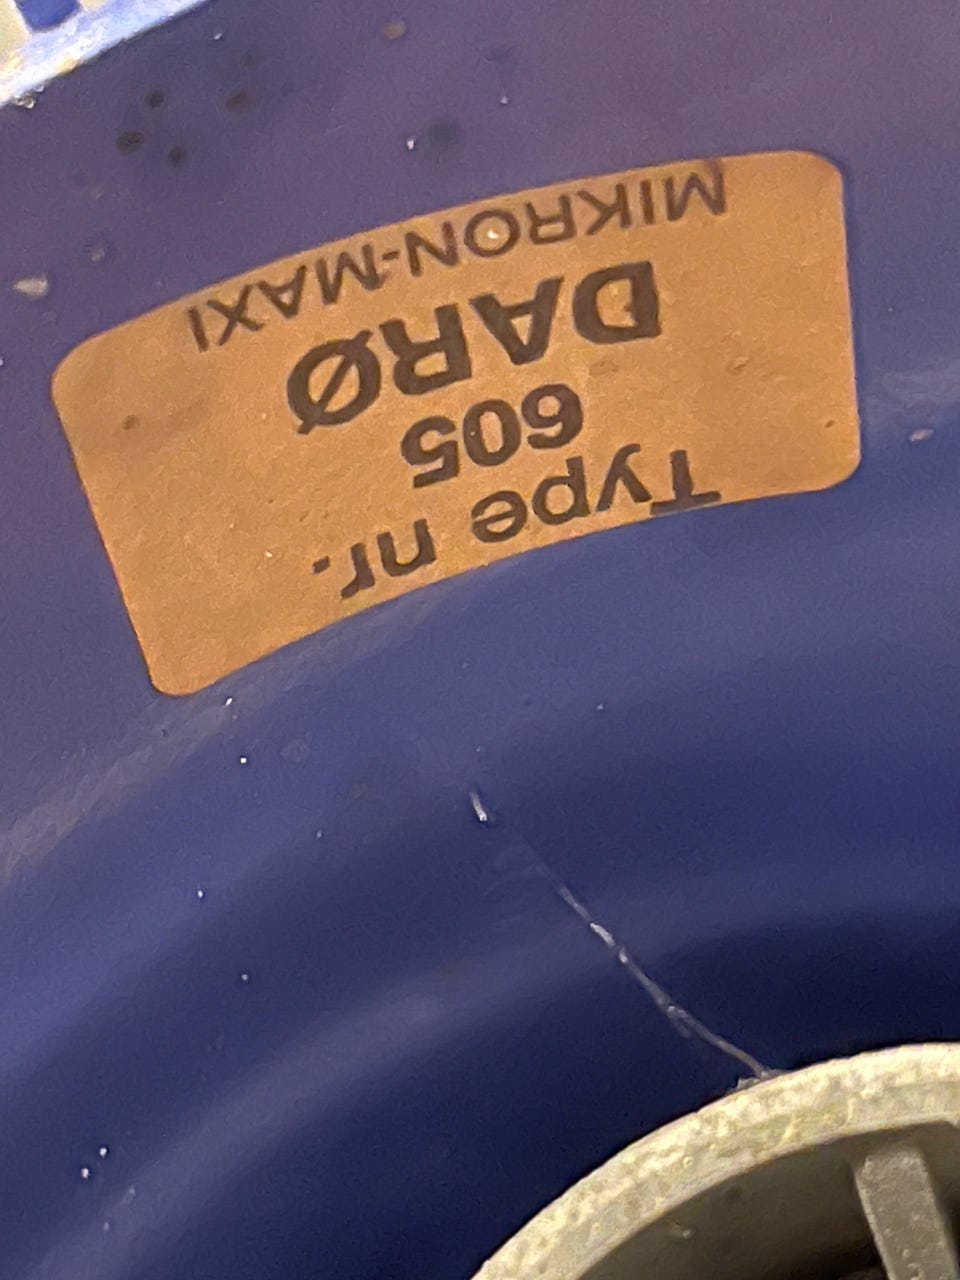 Type nr.
605
DARØ
MIKRON-MAXI